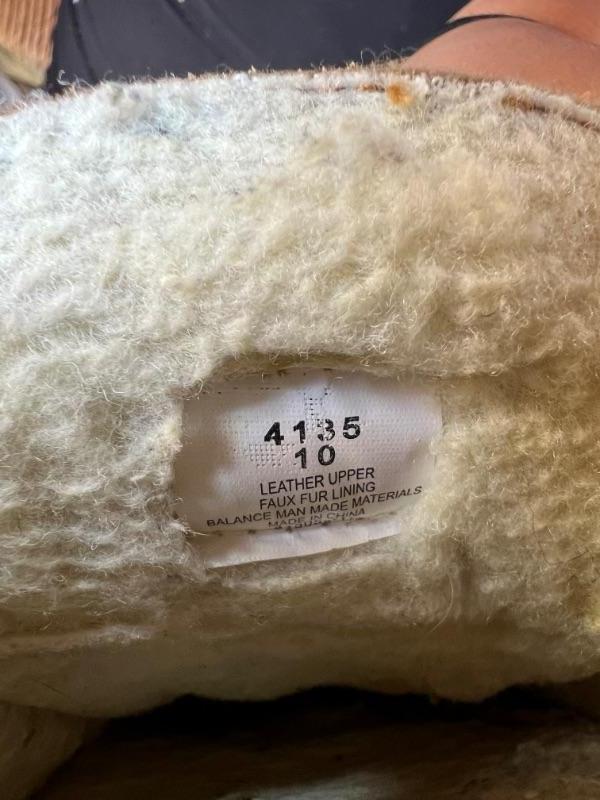 4135
10
LEATHER UPPER
FAUX FUR LINING
BALANCE MAN MADE MATERIALS
MADE IN CHINA